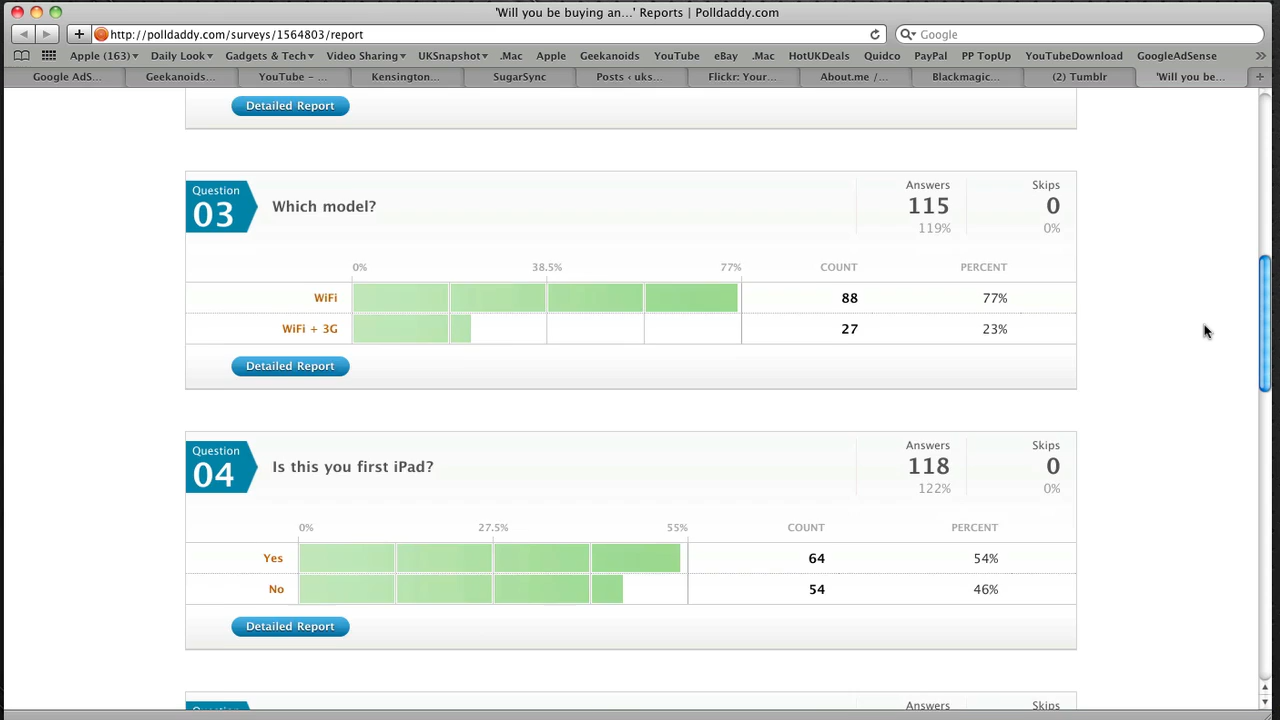 'Will you be buying an...' Reports | Polldaddy.com
http://polldaddy.com/surveys/1564803/report
Google
Apple (163) Daily Look Gadgets & Tech Video Sharing UKSnapshot .Mac Apple Geekanoids YouTube eBay .Mac HotUKDeals Quidco PayPal PP TopUp YouTubeDownload GoogleAdSense
Google AdS... Geekanoids... YouTube - ... Kensington... SugarSync Posts ‹ uks... Flickr: Your... About.me /... Blackmagic... (2) Tumblr 'Will you be...
Detailed Report
Question
03
Which model?
Answers
115
119%
Skips
0
0%
0% 38.5% 77% COUNT PERCENT
WiFi 88 77%
WiFi + 3G 27 23%
Detailed Report
Question
04
Is this you first iPad?
Answers
118
122%
Skips
0
0%
0% 27.5% 55% COUNT PERCENT
Yes 64 54%
No 54 46%
Detailed Report
Question
Answers
Skips